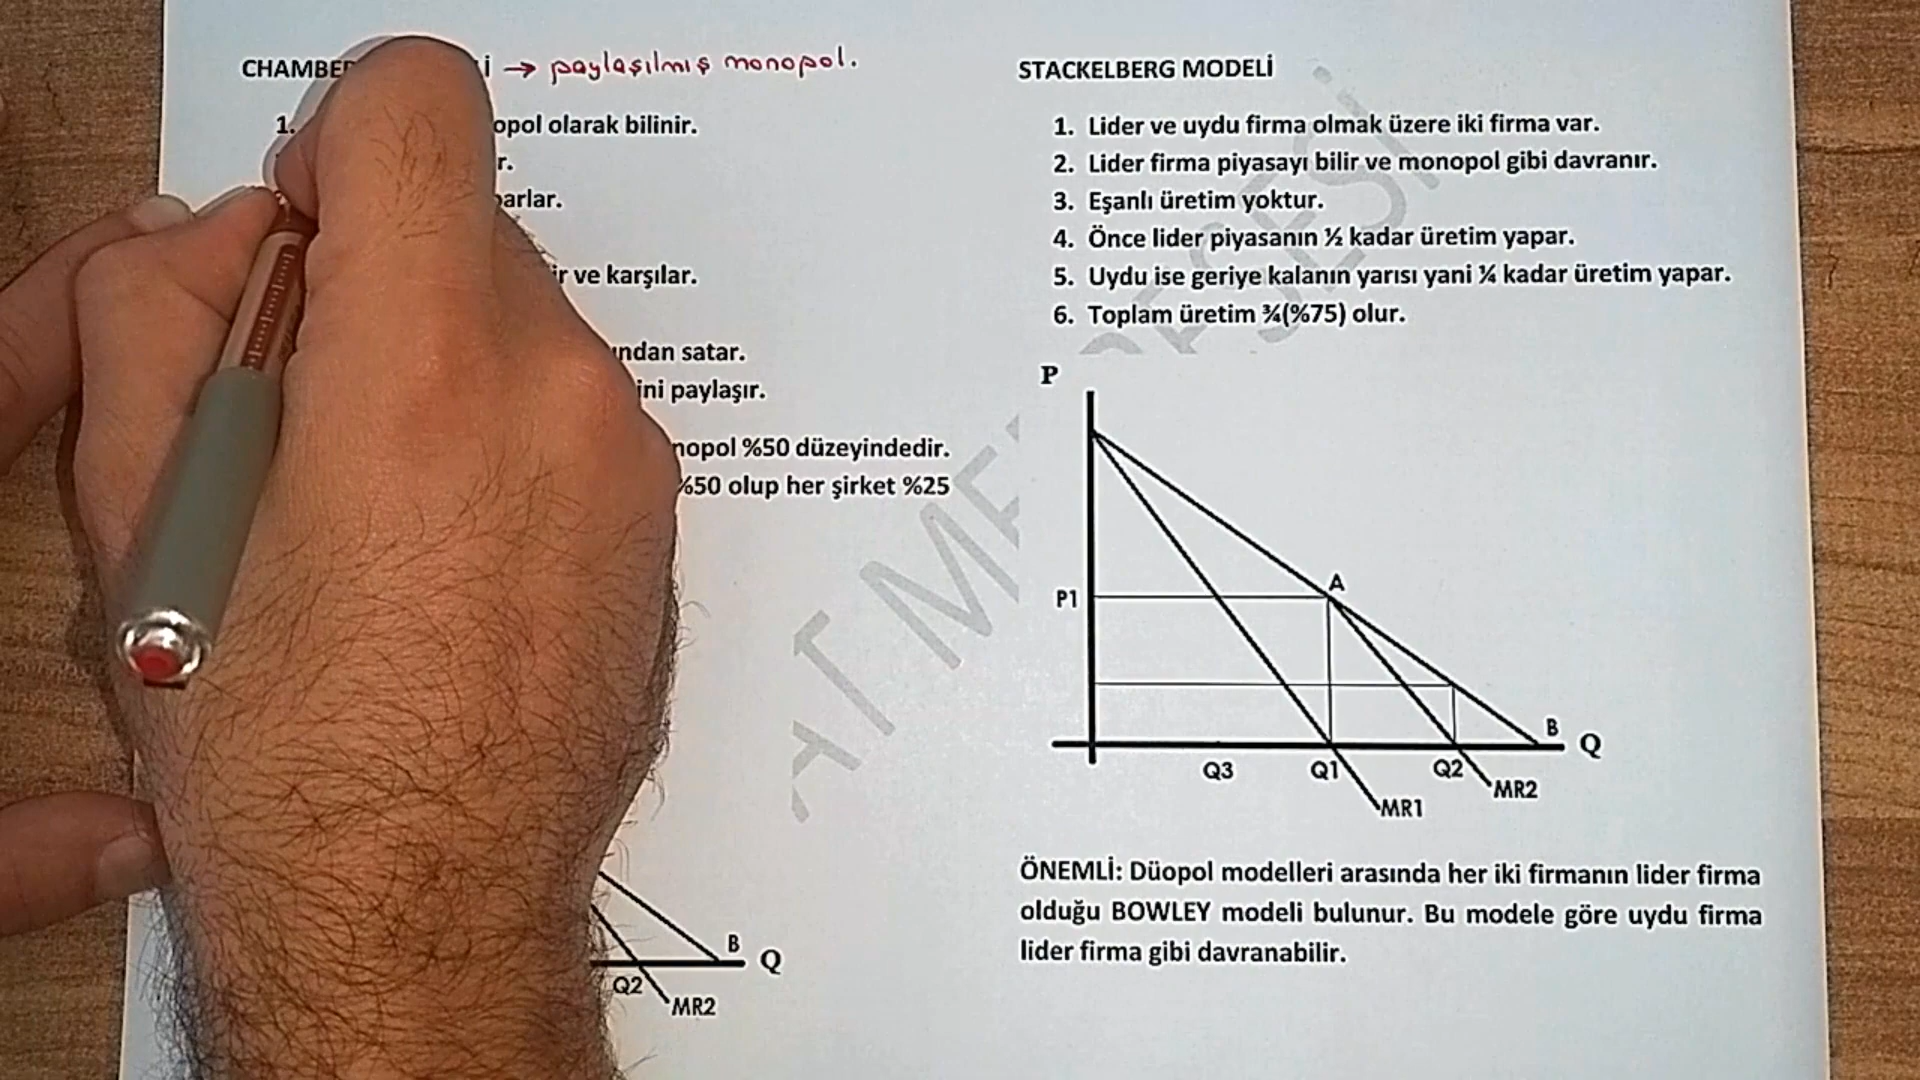 CHAMBE İ → paylaşılmış monopol.
1. opol olarak bilinir.
r.
arlar.
ir ve karşılar.
ından satar.
ini paylaşır.
nopol %50 düzeyindedir.
%50 olup her şirket %25
B
Q
Q2
MR2
STACKELBERG MODELİ
1. Lider ve uydu firma olmak üzere iki firma var.
2. Lider firma piyasayı bilir ve monopol gibi davranır.
3. Eşanlı üretim yoktur.
4. Önce lider piyasanın ½ kadar üretim yapar.
5. Uydu ise geriye kalanın yarısı yani ¼ kadar üretim yapar.
6. Toplam üretim ¾(%75) olur.
P
A
P1
B
Q
Q3 Q1 Q2
MR2
MR1
ÖNEMLİ: Düopol modelleri arasında her iki firmanın lider firma
olduğu BOWLEY modeli bulunur. Bu modele göre uydu firma
lider firma gibi davranabilir.